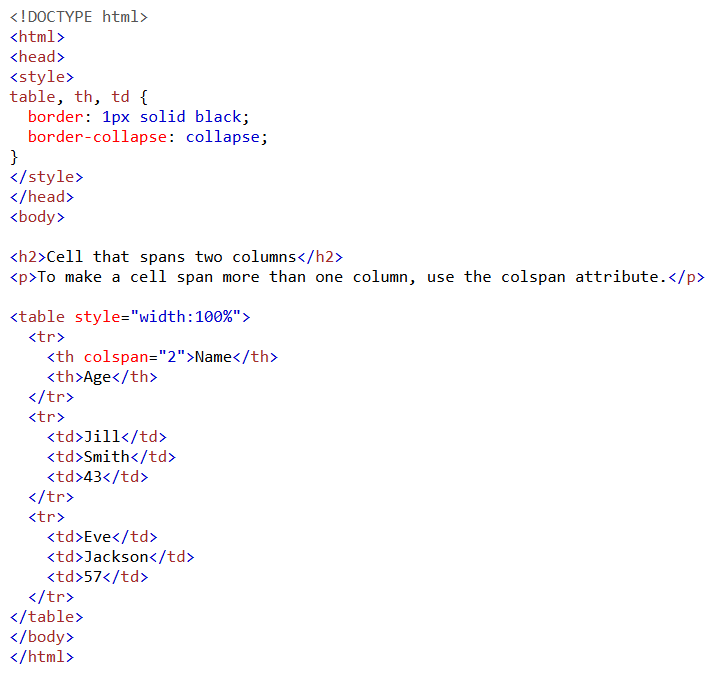 <!DOCTYPE html>
<html>
<head>
<style>
table, th, td {
  border: 1px solid black;
  border-collapse: collapse;
}
</style>
</head>
<body>

<h2>Cell that spans two columns</h2>
<p>To make a cell span more than one column, use the colspan attribute.</p>

<table style="width:100%">
  <tr>
    <th colspan="2">Name</th>
    <th>Age</th>
  </tr>
  <tr>
    <td>Jill</td>
    <td>Smith</td>
    <td>43</td>
  </tr>
  <tr>
    <td>Eve</td>
    <td>Jackson</td>
    <td>57</td>
  </tr>
</table>
</body>
</html>